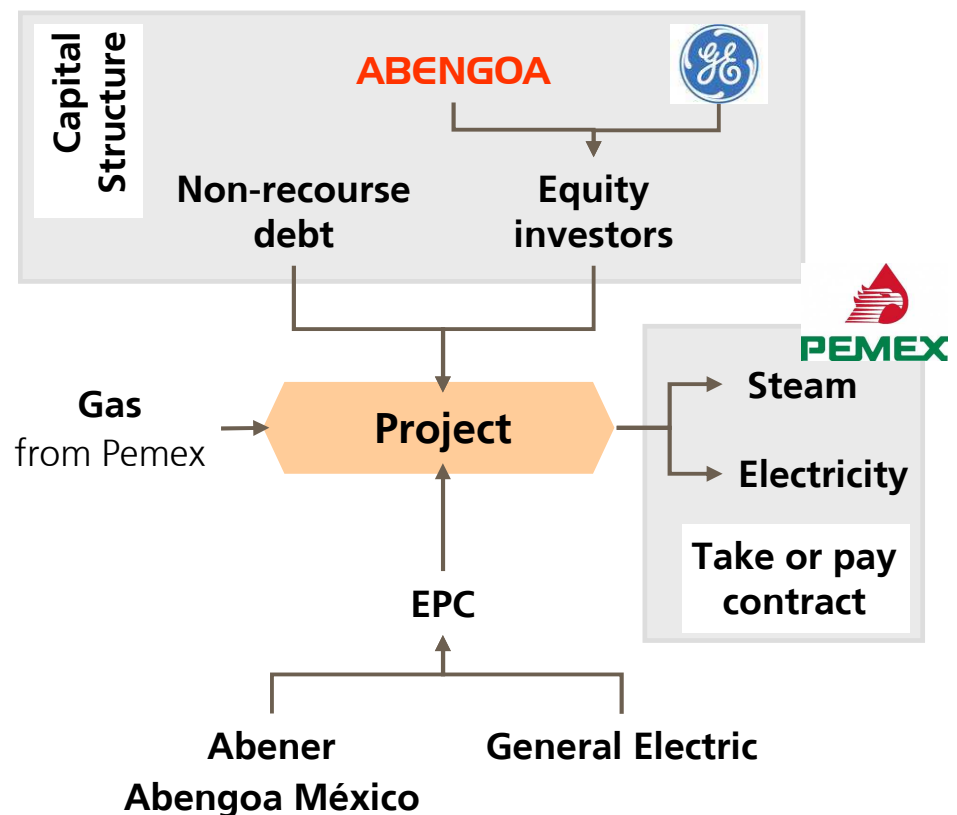 Capital
Structure
ABENGOA
GE
Non-recourse
debt
Equity
investors
PEMEX
Gas
from Pemex
Project
Steam
Electricity
Take or pay
contract
EPC
Abener
Abengoa México
General Electric